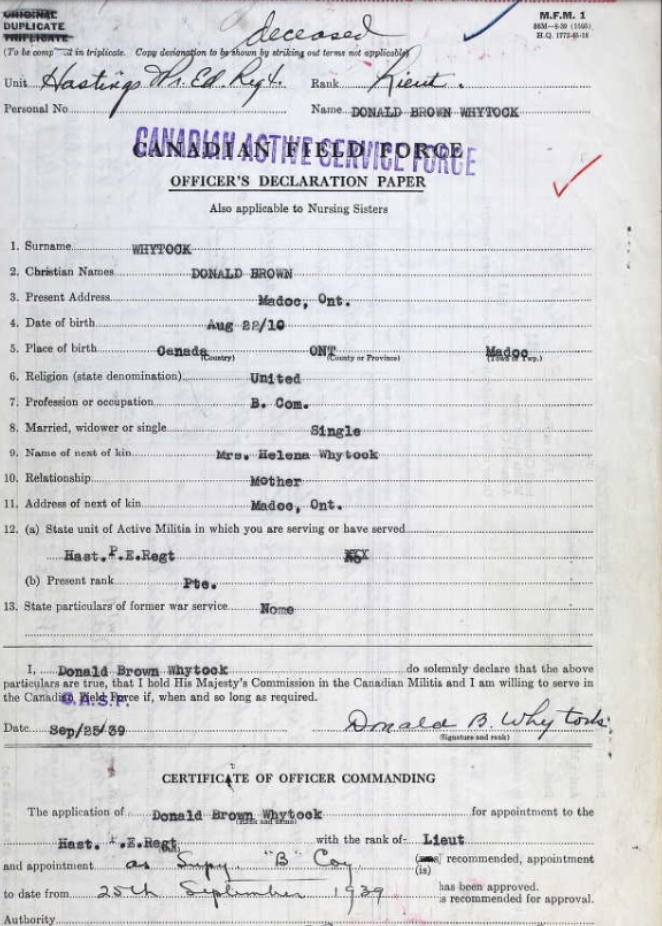 ORIGINAL
DUPLICATE
TRIPLICATE
deceased
M.F.M. 1
H.Q. 1772-
(To be in triplicate. Copy designation to be shown by striking out terms not applicable)
Unit Hastings Pr. Ed. Regt. Rank Lieut.
Personal No Name DONALD BROWN WHYTOCK
CANADIAN FIELD FORCE
CANADIAN ACTIVE SERVICE FORCE
OFFICER'S DECLARATION PAPER
Also applicable to Nursing Sisters
1. Surname WHYTOCK
2. Christian Names DONALD BROWN
3. Present Address Madoc, Ont.
4. Date of birth Aug 22/10
5. Place of birth Canada ONT Madoc
(Country) (County or Province) (Town or Twp.)
6. Religion (state denomination) United
7. Profession or occupation B. Com.
8. Married, widower or single Single
9. Name of next of kin Mrs. Helena Whytock
10. Relationship Mother
11. Address of next of kin Madoc, Ont.
12. (a) State unit of Active Militia in which you are serving or have served
Hast. P.E.Regt
(b) Present rank Pte.
13. State particulars of former war service None
I, Donald Brown Whytock do solemnly declare that the above
particulars are true, that I hold His Majesty's Commission in the Canadian Militia and I am willing to serve in
the Canadian Field Force if, when and so long as required.
C.A.S.F.
Date Sep/25/39 Donald B. Whytock
(Signature and rank)
CERTIFICATE OF OFFICER COMMANDING
The application of Donald Brown Whytock for appointment to the
(Rank and name)
Hast. P.E.Regt with the rank of Lieut
(Unit)
and appointment as Supy "B" Coy recommended, appointment
(is)
to date from 25th September 1939 has been approved.
is recommended for approval.
Authority